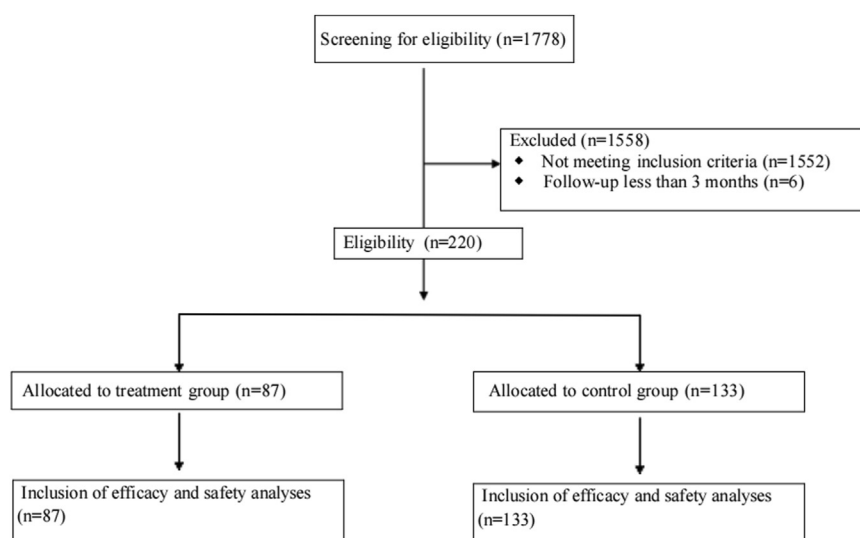 Screening for eligibility (n=1778)
Excluded (n=1558)
◆ Not meeting inclusion criteria (n=1552)
◆ Follow-up less than 3 months (n=6)
Eligibility (n=220)
Allocated to treatment group (n=87)
Allocated to control group (n=133)
Inclusion of efficacy and safety analyses
(n=87)
Inclusion of efficacy and safety analyses
(n=133)